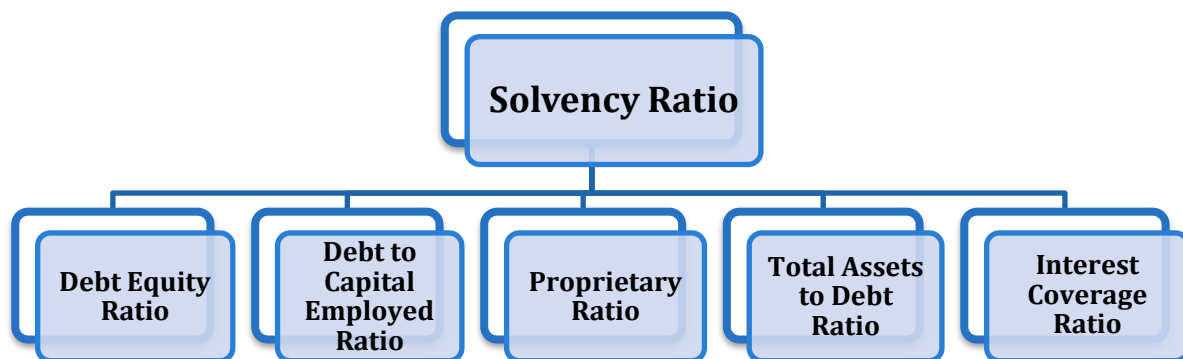 Solvency Ratio
Debt Equity
Ratio
Debt to
Capital
Employed
Ratio
Proprietary
Ratio
Total Assets
to Debt
Ratio
Interest
Coverage
Ratio